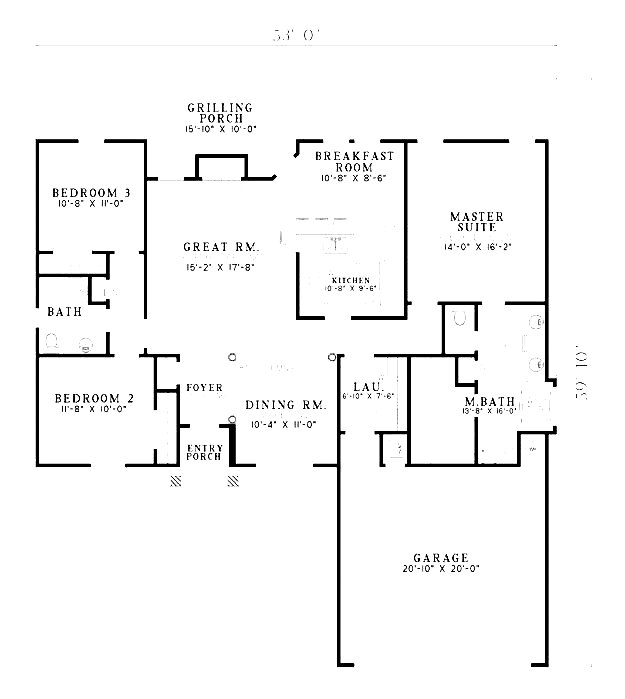 53' 0"
GRILLING
PORCH
15'-10" X 10'-0"
BREAKFAST
ROOM
10'-8" X 8'-6"
BEDROOM 3
10'-8" X 11'-0"
MASTER
SUITE
14'-0" X 16'-2"
GREAT RM.
15'-2" X 17'-8"
KITCHEN
10'-8" X 9'-6"
BATH
59' 10"
BEDROOM 2
11'-8" X 10'-0"
FOYER
LAU.
6'-10" X 7'-6"
DINING RM.
10'-4" X 11'-0"
M.BATH
13'-8" X 16'-0"
ENTRY
PORCH
GARAGE
20'-10" X 20'-0"